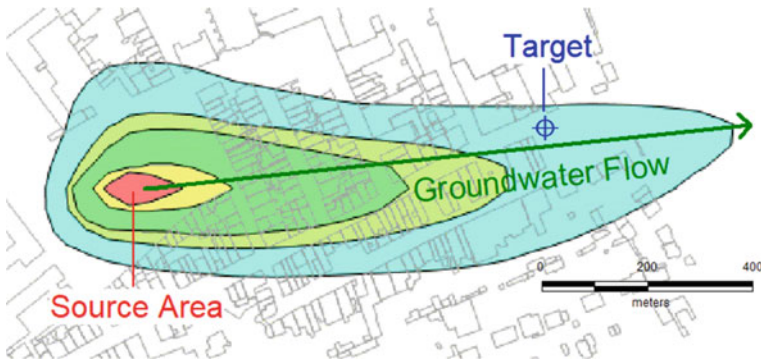 Target
Groundwater Flow
Source Area
0 200 400
meters